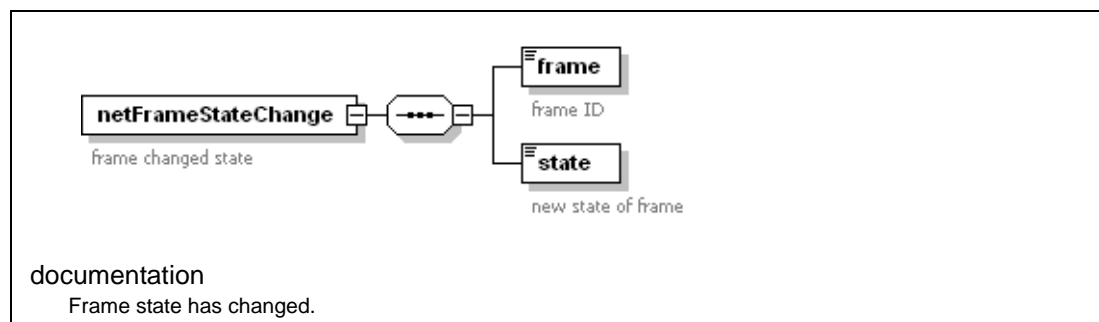 frame
frame ID
netFrameStateChange
frame changed state
state
new state of frame
documentation
Frame state has changed.